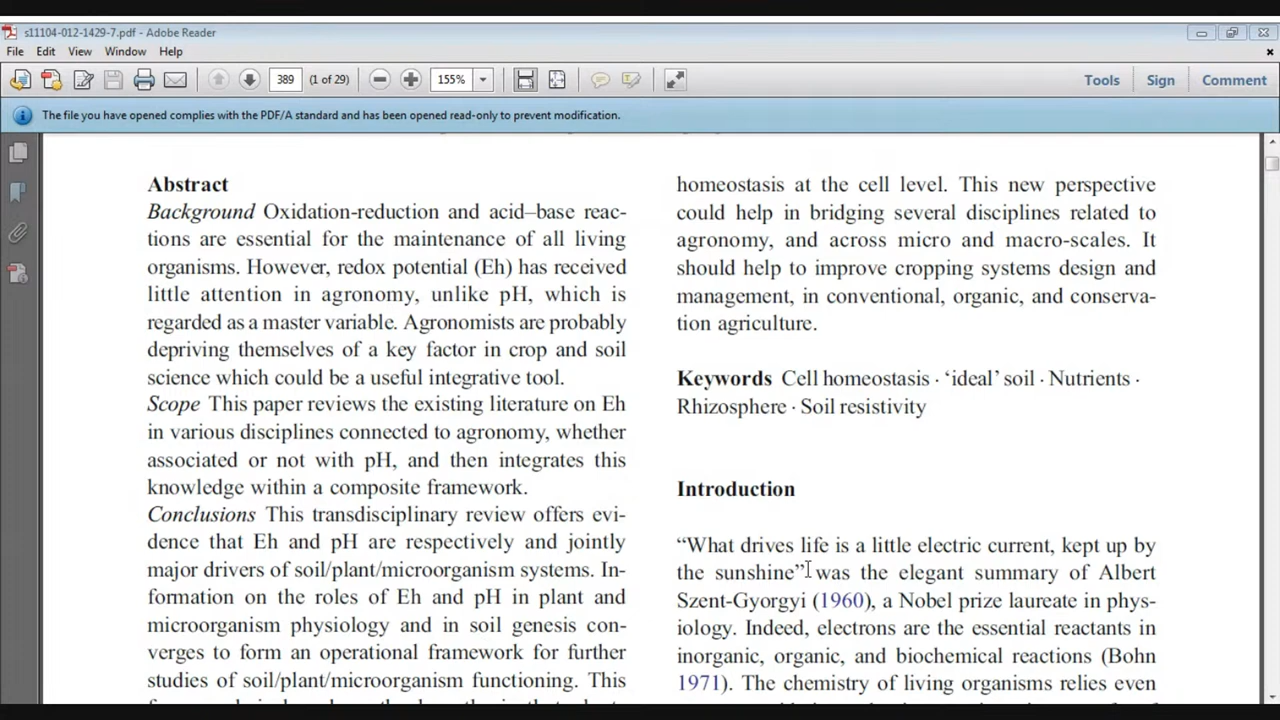 s11104-012-1429-7.pdf - Adobe Reader
File Edit View Window Help
389 (1 of 29) 155% Tools Sign Comment
The file you have opened complies with the PDF/A standard and has been opened read-only to prevent modification.
Abstract
Background Oxidation-reduction and acid–base reac-
tions are essential for the maintenance of all living
organisms. However, redox potential (Eh) has received
little attention in agronomy, unlike pH, which is
regarded as a master variable. Agronomists are probably
depriving themselves of a key factor in crop and soil
science which could be a useful integrative tool.
Scope This paper reviews the existing literature on Eh
in various disciplines connected to agronomy, whether
associated or not with pH, and then integrates this
knowledge within a composite framework.
Conclusions This transdisciplinary review offers evi-
dence that Eh and pH are respectively and jointly
major drivers of soil/plant/microorganism systems. In-
formation on the roles of Eh and pH in plant and
microorganism physiology and in soil genesis con-
verges to form an operational framework for further
studies of soil/plant/microorganism functioning. This
homeostasis at the cell level. This new perspective
could help in bridging several disciplines related to
agronomy, and across micro and macro-scales. It
should help to improve cropping systems design and
management, in conventional, organic, and conserva-
tion agriculture.
Keywords Cell homeostasis · ‘ideal’ soil · Nutrients ·
Rhizosphere · Soil resistivity
Introduction
“What drives life is a little electric current, kept up by
the sunshine” was the elegant summary of Albert
Szent-Gyorgyi (1960), a Nobel prize laureate in phys-
iology. Indeed, electrons are the essential reactants in
inorganic, organic, and biochemical reactions (Bohn
1971). The chemistry of living organisms relies even